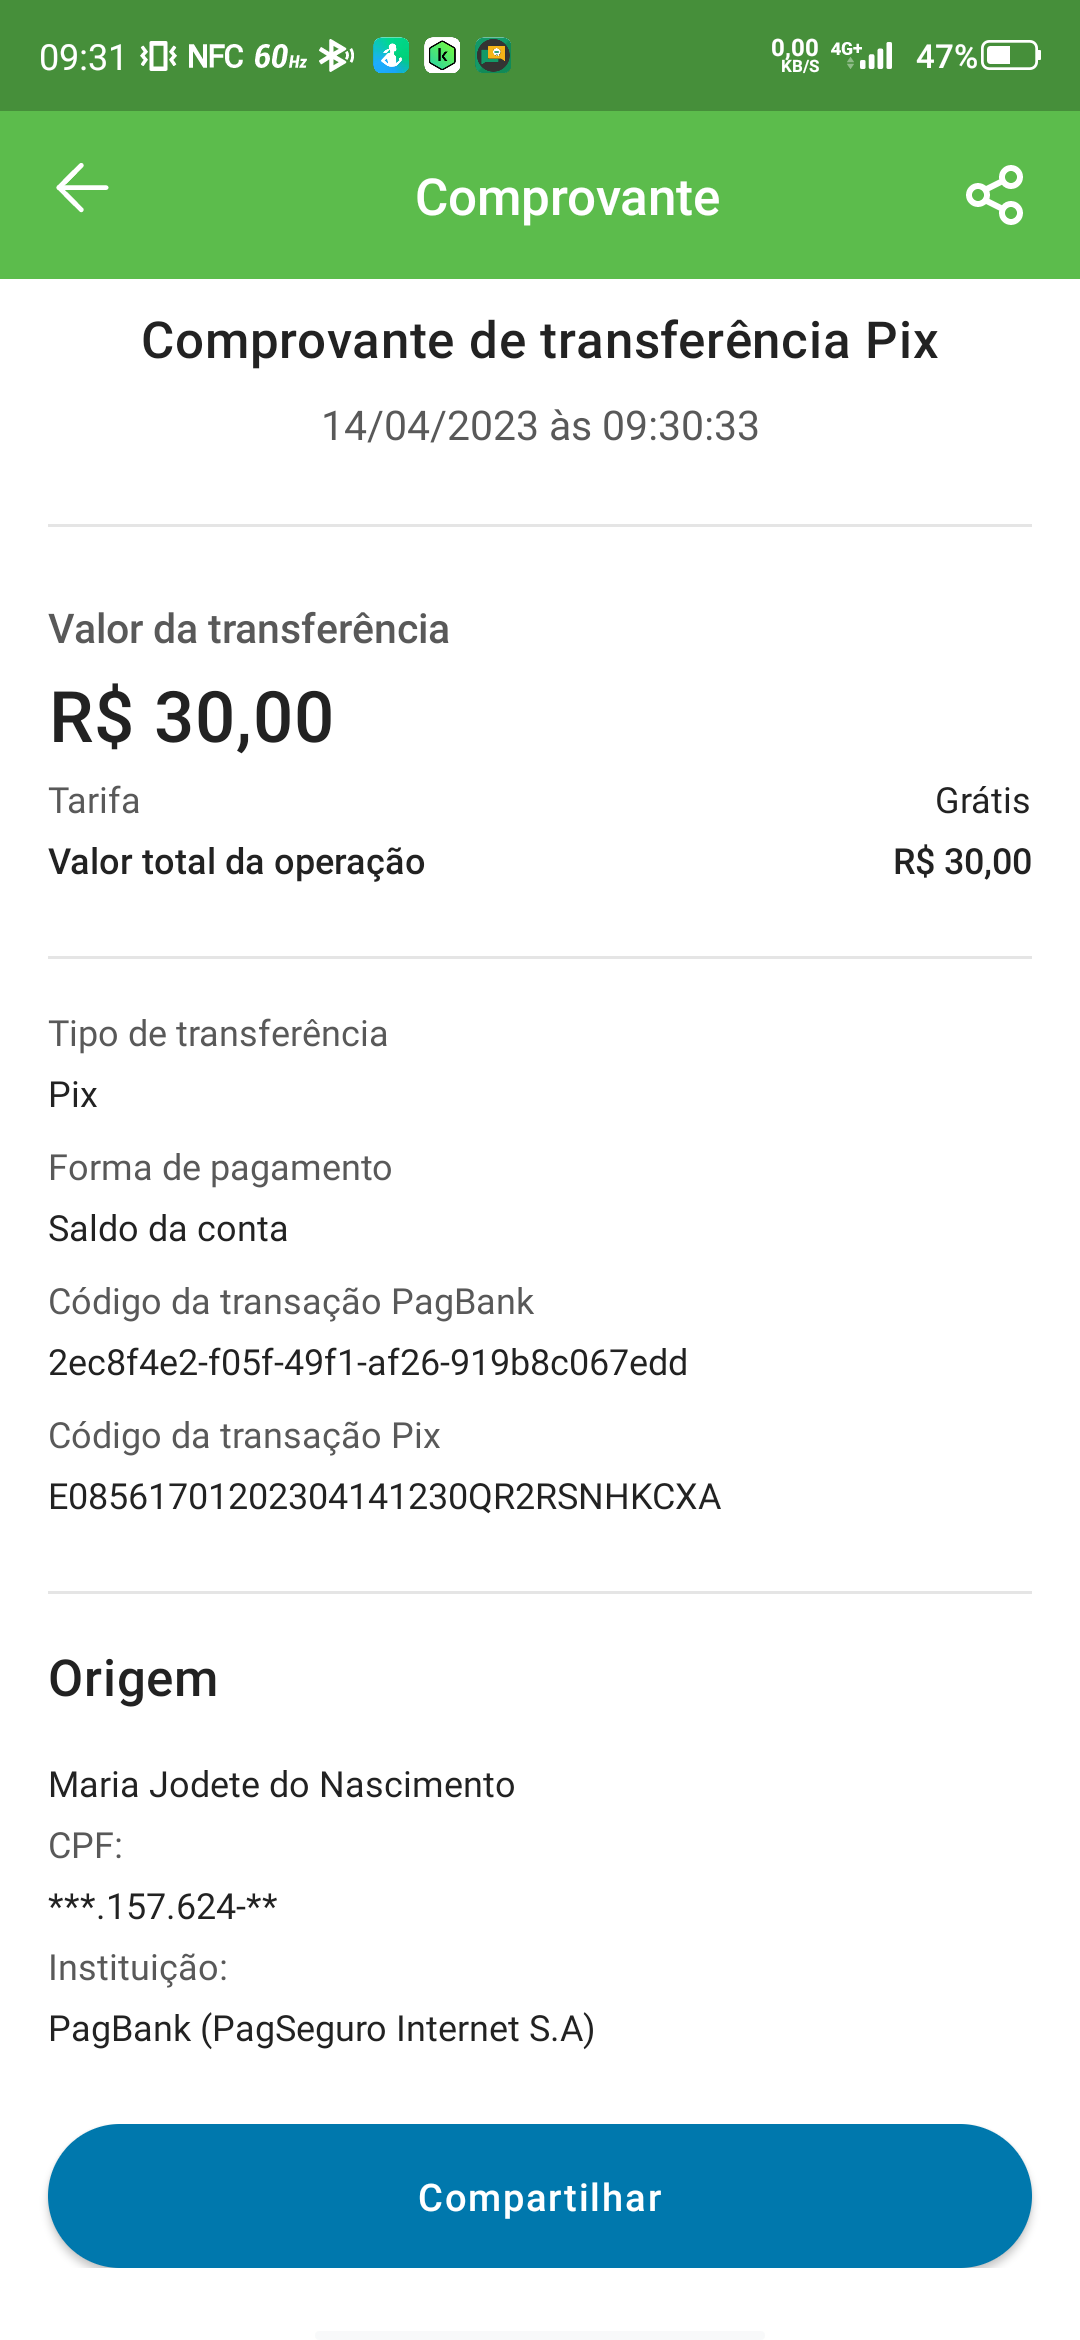 09:31 NFC 60Hz k 0,00 KB/S 4G+ 47%
Comprovante
Comprovante de transferência Pix
14/04/2023 às 09:30:33
Valor da transferência
R$ 30,00
Tarifa Grátis
Valor total da operação R$ 30,00
Tipo de transferência
Pix
Forma de pagamento
Saldo da conta
Código da transação PagBank
2ec8f4e2-f05f-49f1-af26-919b8c067edd
Código da transação Pix
E08561701202304141230QR2RSNHKCXA
Origem
Maria Jodete do Nascimento
CPF:
***.157.624-**
Instituição:
PagBank (PagSeguro Internet S.A)
Compartilhar